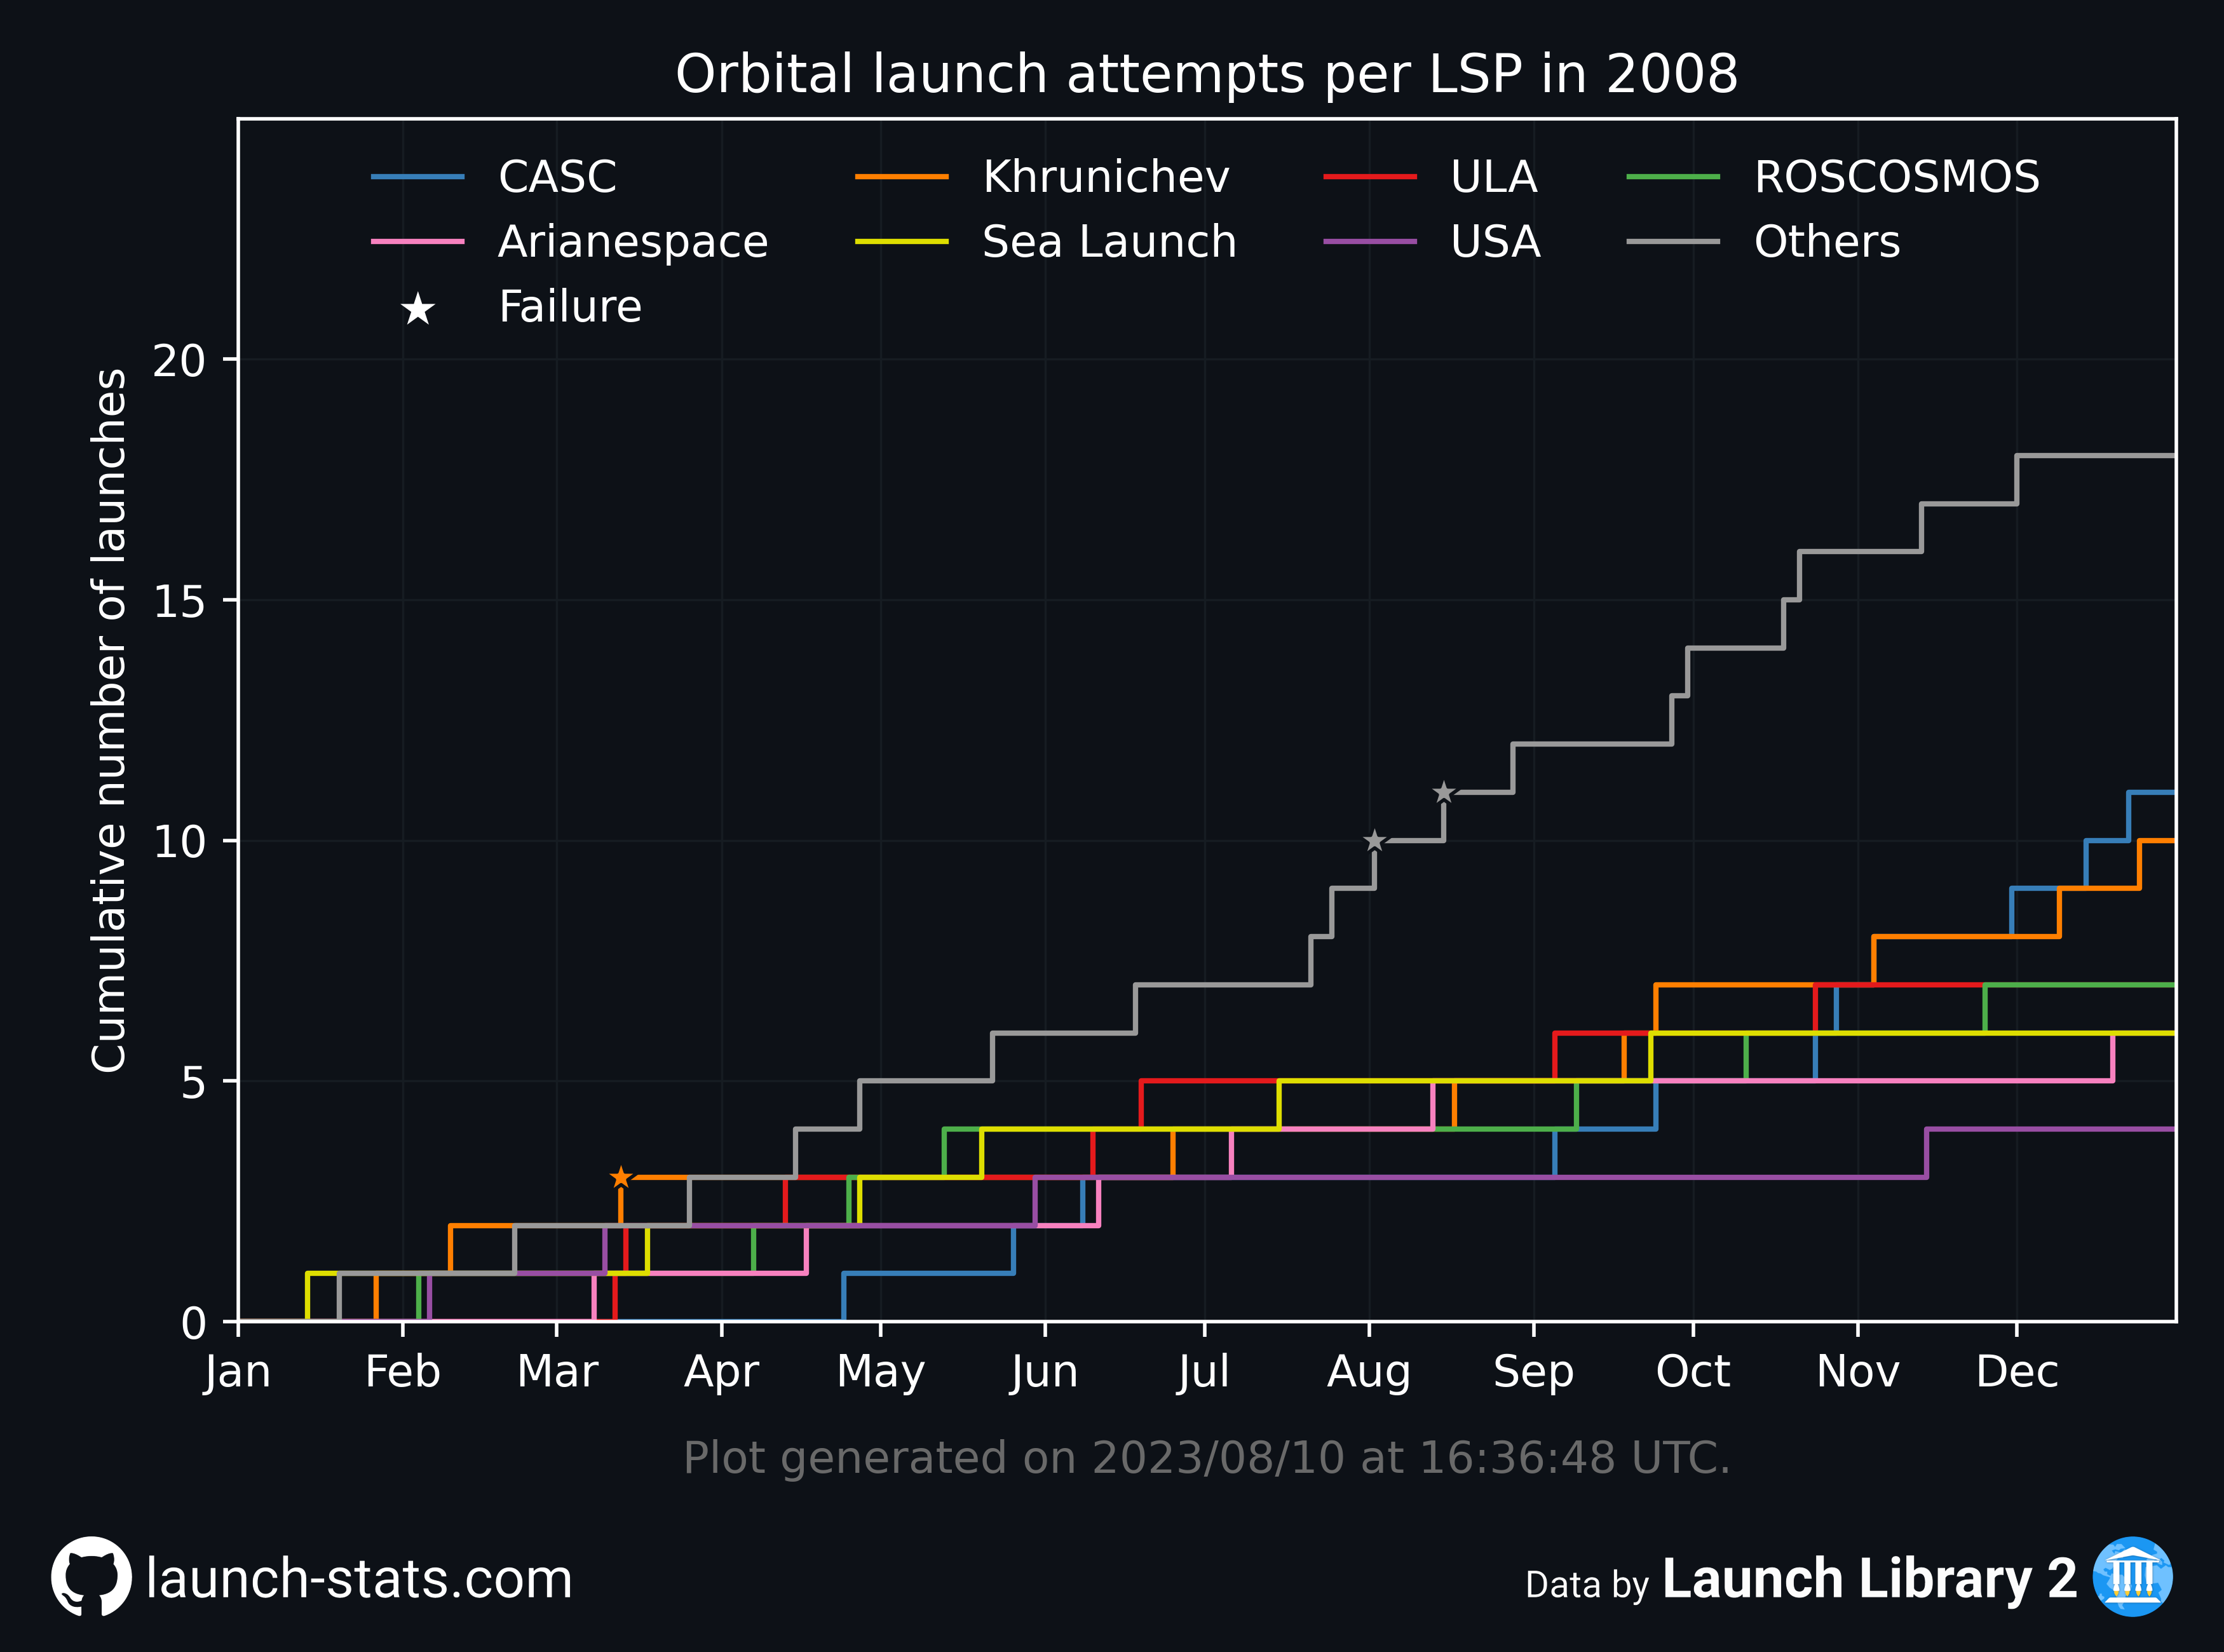 Orbital launch attempts per LSP in 2008
CASC Khrunichev ULA ROSCOSMOS
Arianespace Sea Launch USA Others
Failure
Cumulative number of launches
20
15
10
5
0
Jan Feb Mar Apr May Jun Jul Aug Sep Oct Nov Dec
Plot generated on 2023/08/10 at 16:36:48 UTC.
launch-stats.com
Data by Launch Library 2